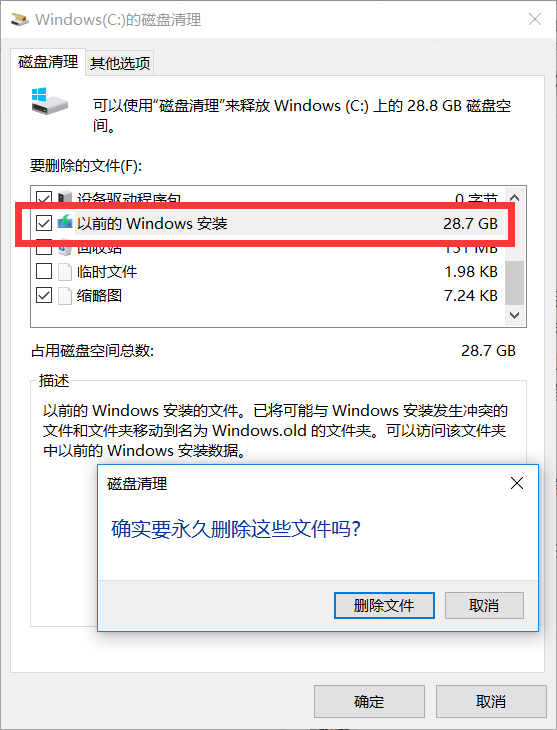 Windows(C:)的磁盘清理
磁盘清理
其他选项
可以使用“磁盘清理”来释放 Windows (C:) 上的 28.8 GB 磁盘空
间。
要删除的文件(F):
设备驱动程序包 0 字节
以前的 Windows 安装 28.7 GB
回收站 151 MB
临时文件 1.98 KB
缩略图 7.24 KB
占用磁盘空间总数: 28.7 GB
描述
以前的 Windows 安装的文件。已将可能与 Windows 安装发生冲突的
文件和文件夹移动到名为 Windows.old 的文件夹。可以访问该文件夹
中以前的 Windows 安装数据。
磁盘清理
确实要永久删除这些文件吗?
删除文件
取消
确定
取消